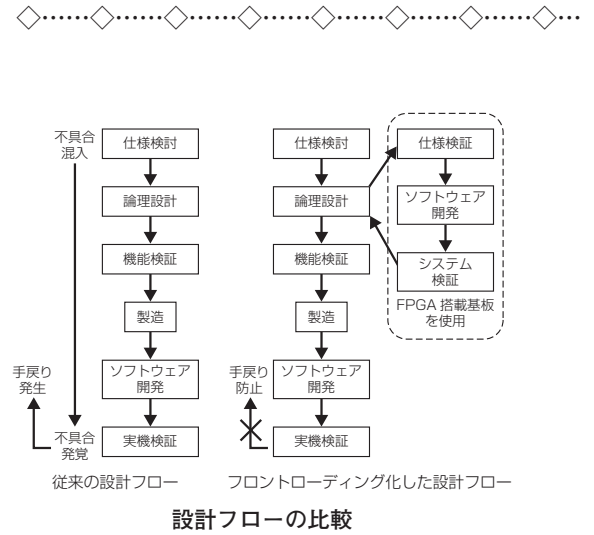 不具合
混入
仕様検討
論理設計
機能検証
製造
ソフトウェア
開発
実機検証
手戻り
発生
不具合
発覚
従来の設計フロー
仕様検討
論理設計
機能検証
製造
ソフトウェア
開発
実機検証
手戻り
防止
仕様検証
ソフトウェア
開発
システム
検証
FPGA 搭載基板
を使用
フロントローディング化した設計フロー
設計フローの比較